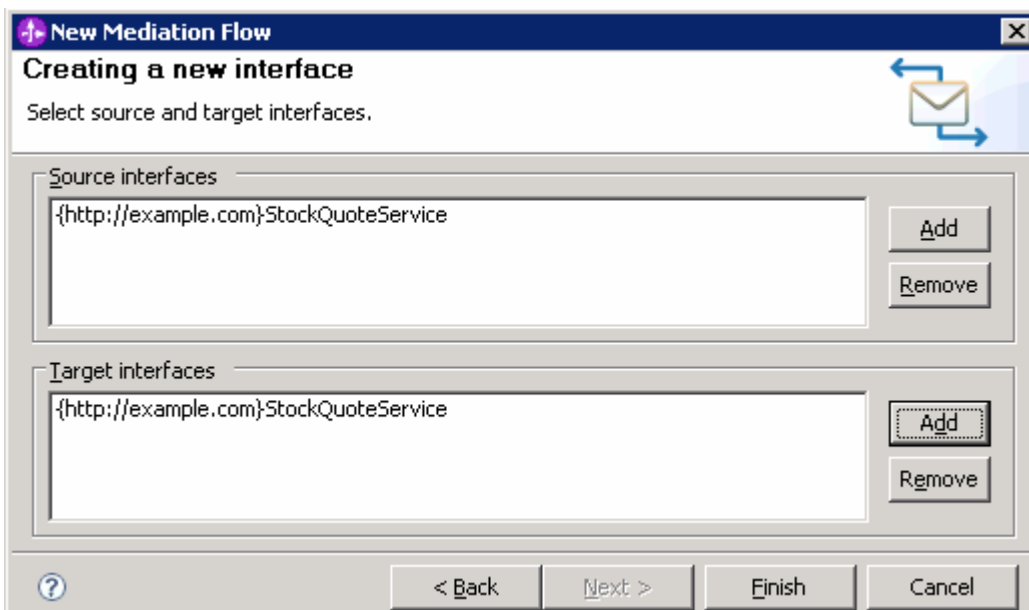 New Mediation Flow
Creating a new interface
Select source and target interfaces.
Source interfaces
{http://example.com}StockQuoteService
Add
Remove
Target interfaces
{http://example.com}StockQuoteService
Add
Remove
? < Back Next > Finish Cancel